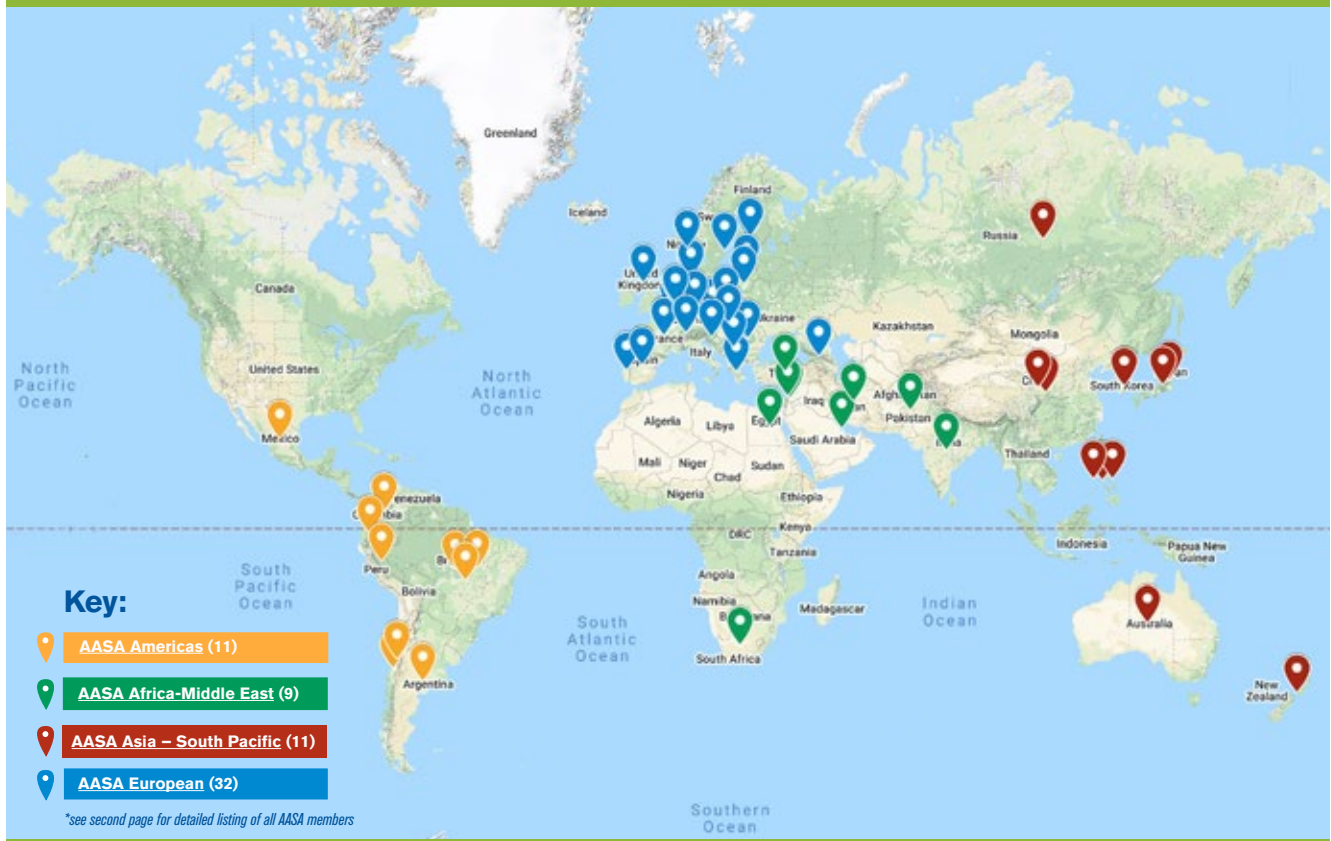 Greenland
Finland
Iceland
Russia
Canada
Kazakhstan
Mongolia
North
Pacific
Ocean
United States
North
Atlantic
Ocean
Italy
South Korea
Iraq
Pakistan
Algeria
Libya
Saudi Arabia
Mexico
Thailand
Mali
Niger
Chad
Sudan
Nigeria
Ethiopia
DRC
Kenya
Indonesia
Papua New
Guinea
Tanzania
Peru
Bolivia
Angola
Namibia
Madagascar
South
Pacific
Ocean
South
Atlantic
Ocean
Indian
Ocean
Australia
South Africa
Argentina
New
Zealand
Southern
Ocean
Key:
AASA Americas (11)
AASA Africa-Middle East (9)
AASA Asia – South Pacific (11)
AASA European (32)
*see second page for detailed listing of all AASA members